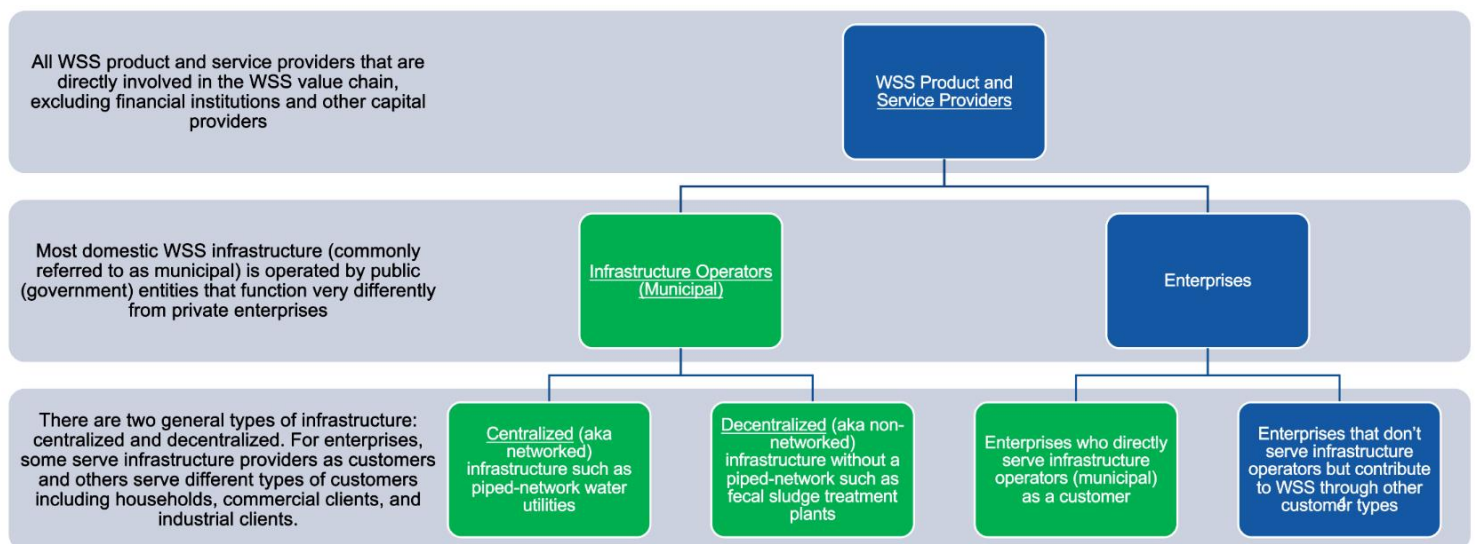 All WSS product and service providers that are
directly involved in the WSS value chain,
excluding financial institutions and other capital
providers
WSS Product and
Service Providers
Most domestic WSS infrastructure (commonly
referred to as municipal) is operated by public
(government) entities that function very differently
from private enterprises
Infrastructure Operators
(Municipal)
Enterprises
There are two general types of infrastructure:
centralized and decentralized. For enterprises,
some serve infrastructure providers as customers
and others serve different types of customers
including households, commercial clients, and
industrial clients.
Centralized (aka
networked)
infrastructure such as
piped-network water
utilities
Decentralized (aka non-
networked)
infrastructure without a
piped-network such as
fecal sludge treatment
plants
Enterprises who directly
serve infrastructure
operators (municipal)
as a customer
Enterprises that don’t
serve infrastructure
operators but contribute
to WSS through other
customer types